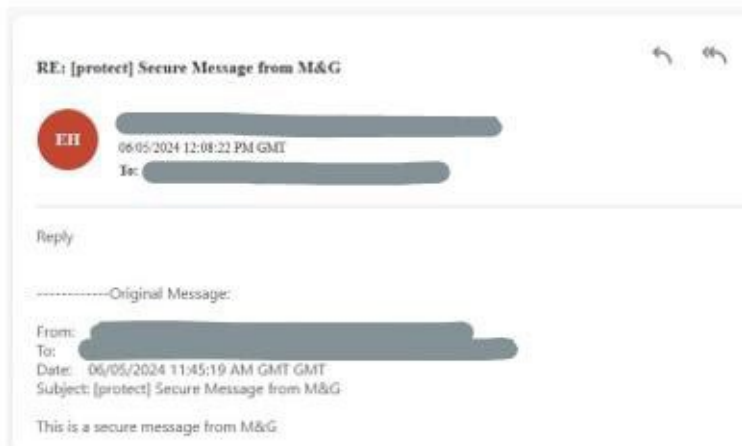 RE: [protect] Secure Message from M&G
EH
06/05/2024 12:08:22 PM GMT
To:
Reply
------------Original Message:
From:
To:
Date: 06/05/2024 11:45:19 AM GMT GMT
Subject: [protect] Secure Message from M&G
This is a secure message from M&G